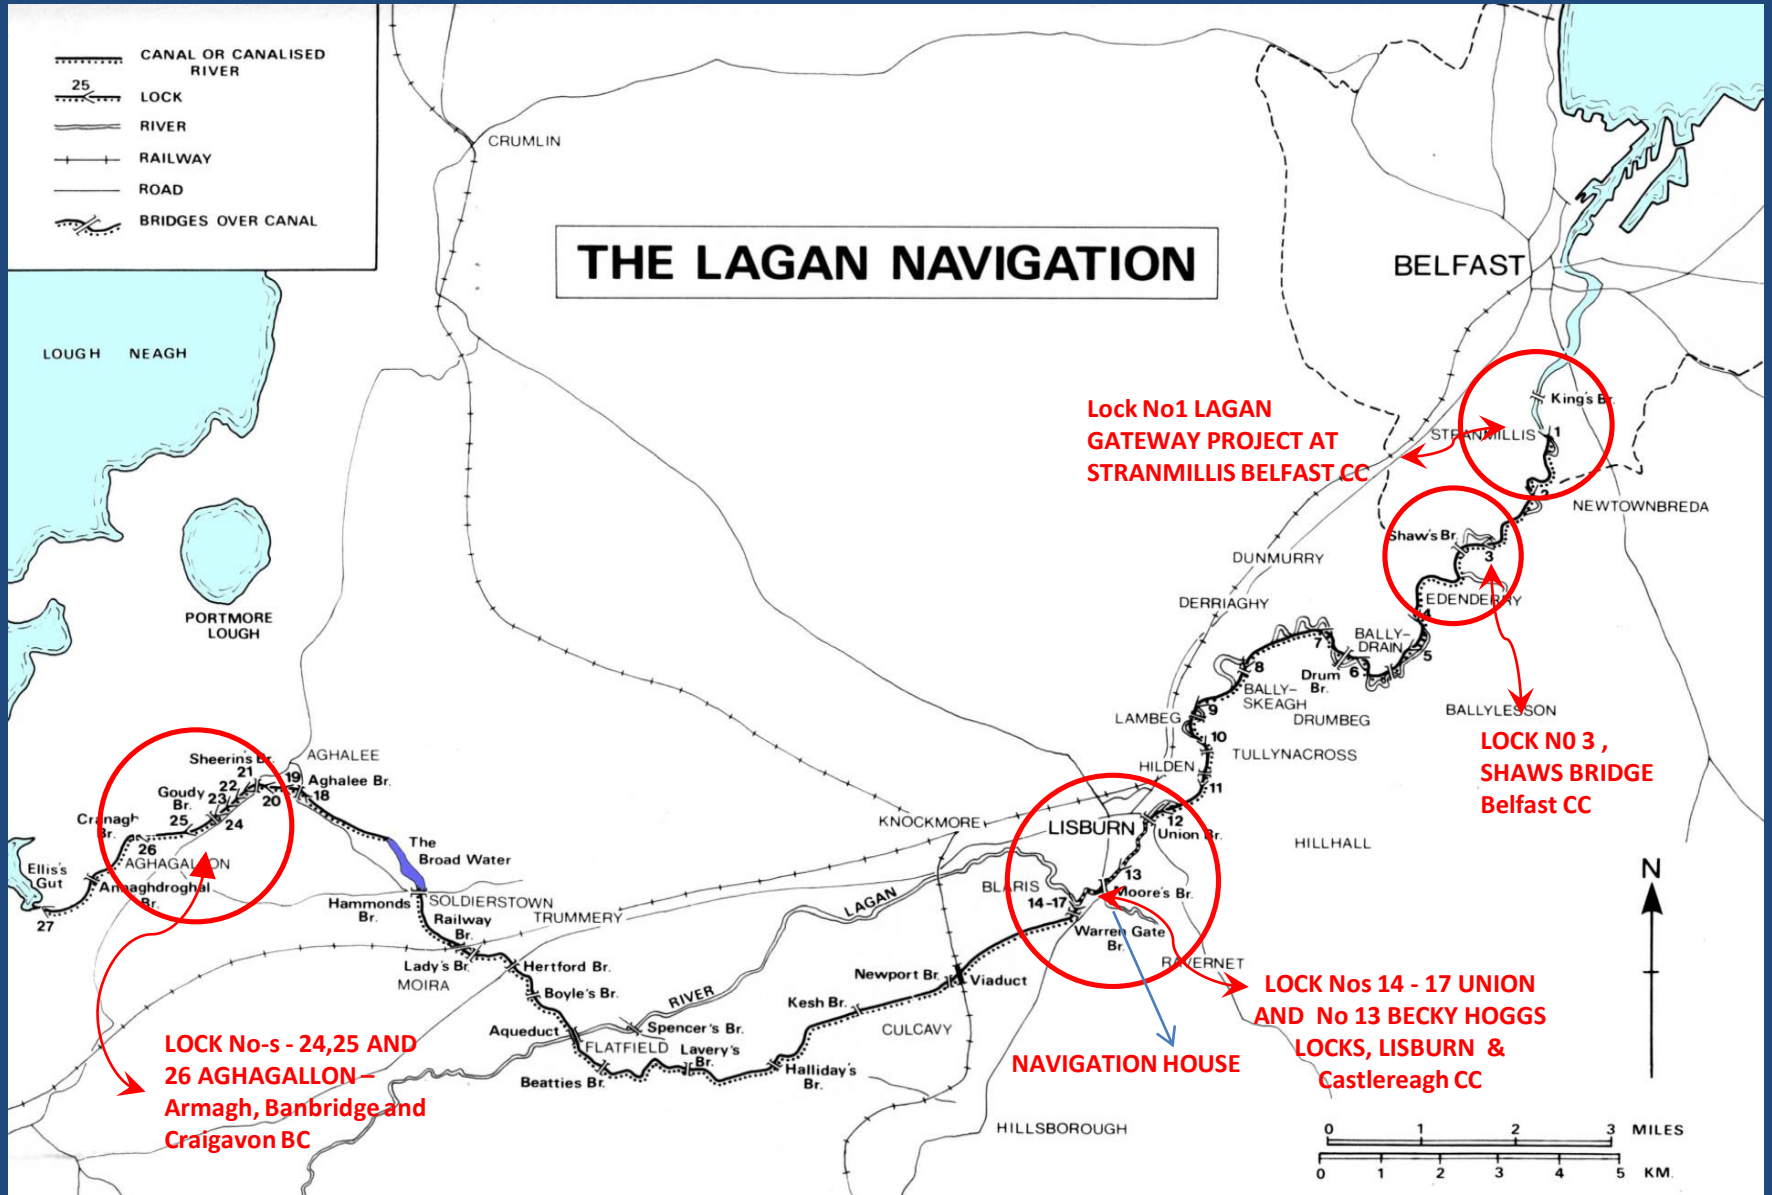 CANAL OR CANALISED
RIVER
25
LOCK
RIVER
RAILWAY
ROAD
BRIDGES OVER CANAL
THE LAGAN NAVIGATION
CRUMLIN
BELFAST
LOUGH NEAGH
PORTMORE
LOUGH
Lock No1 LAGAN
GATEWAY PROJECT AT
STRANMILLIS BELFAST CC
King's Br.
STRANMILLIS
1
2
NEWTOWNBREDA
Shaw's Br.
3
DUNMURRY
EDENDERRY
DERRIAGHY
4
BALLY-
DRAIN
5
7
6
Drum
Br.
8
BALLY-
SKEAGH
9
LAMBEG
DRUMBEG
BALLYLESSON
10
TULLYNACROSS
HILDEN
11
LOCK N0 3 ,
SHAWS BRIDGE
Belfast CC
KNOCKMORE
LISBURN
12
Union Br.
HILLHALL
13
BLARIS
Moore's Br.
14-17
Warren Gate
Br.
RAVERNET
Sheerin's Br.
AGHALEE
21
19
Aghalee Br.
22
Goudy
Br.
23
20
18
25
24
Cranagh
Br.
26
AGHAGALLON
Ellis's
Gut
Annaghdroghal
Br.
27
The
Broad Water
Hammonds
Br.
SOLDIERSTOWN
Railway
Br.
TRUMMERY
LAGAN
Lady's Br.
MOIRA
Hertford Br.
Boyle's Br.
RIVER
Newport Br.
Viaduct
Kesh Br.
CULCAVY
Aqueduct
Spencer's Br.
FLATFIELD
Lavery's
Br.
Beatties Br.
Halliday's
Br.
NAVIGATION HOUSE
LOCK Nos 14 - 17 UNION
AND No 13 BECKY HOGGS
LOCKS, LISBURN &
Castlereagh CC
LOCK No-s - 24,25 AND
26 AGHAGALLON –
Armagh, Banbridge and
Craigavon BC
HILLSBOROUGH
N
0 1 2 3 MILES
0 1 2 3 4 5 KM.